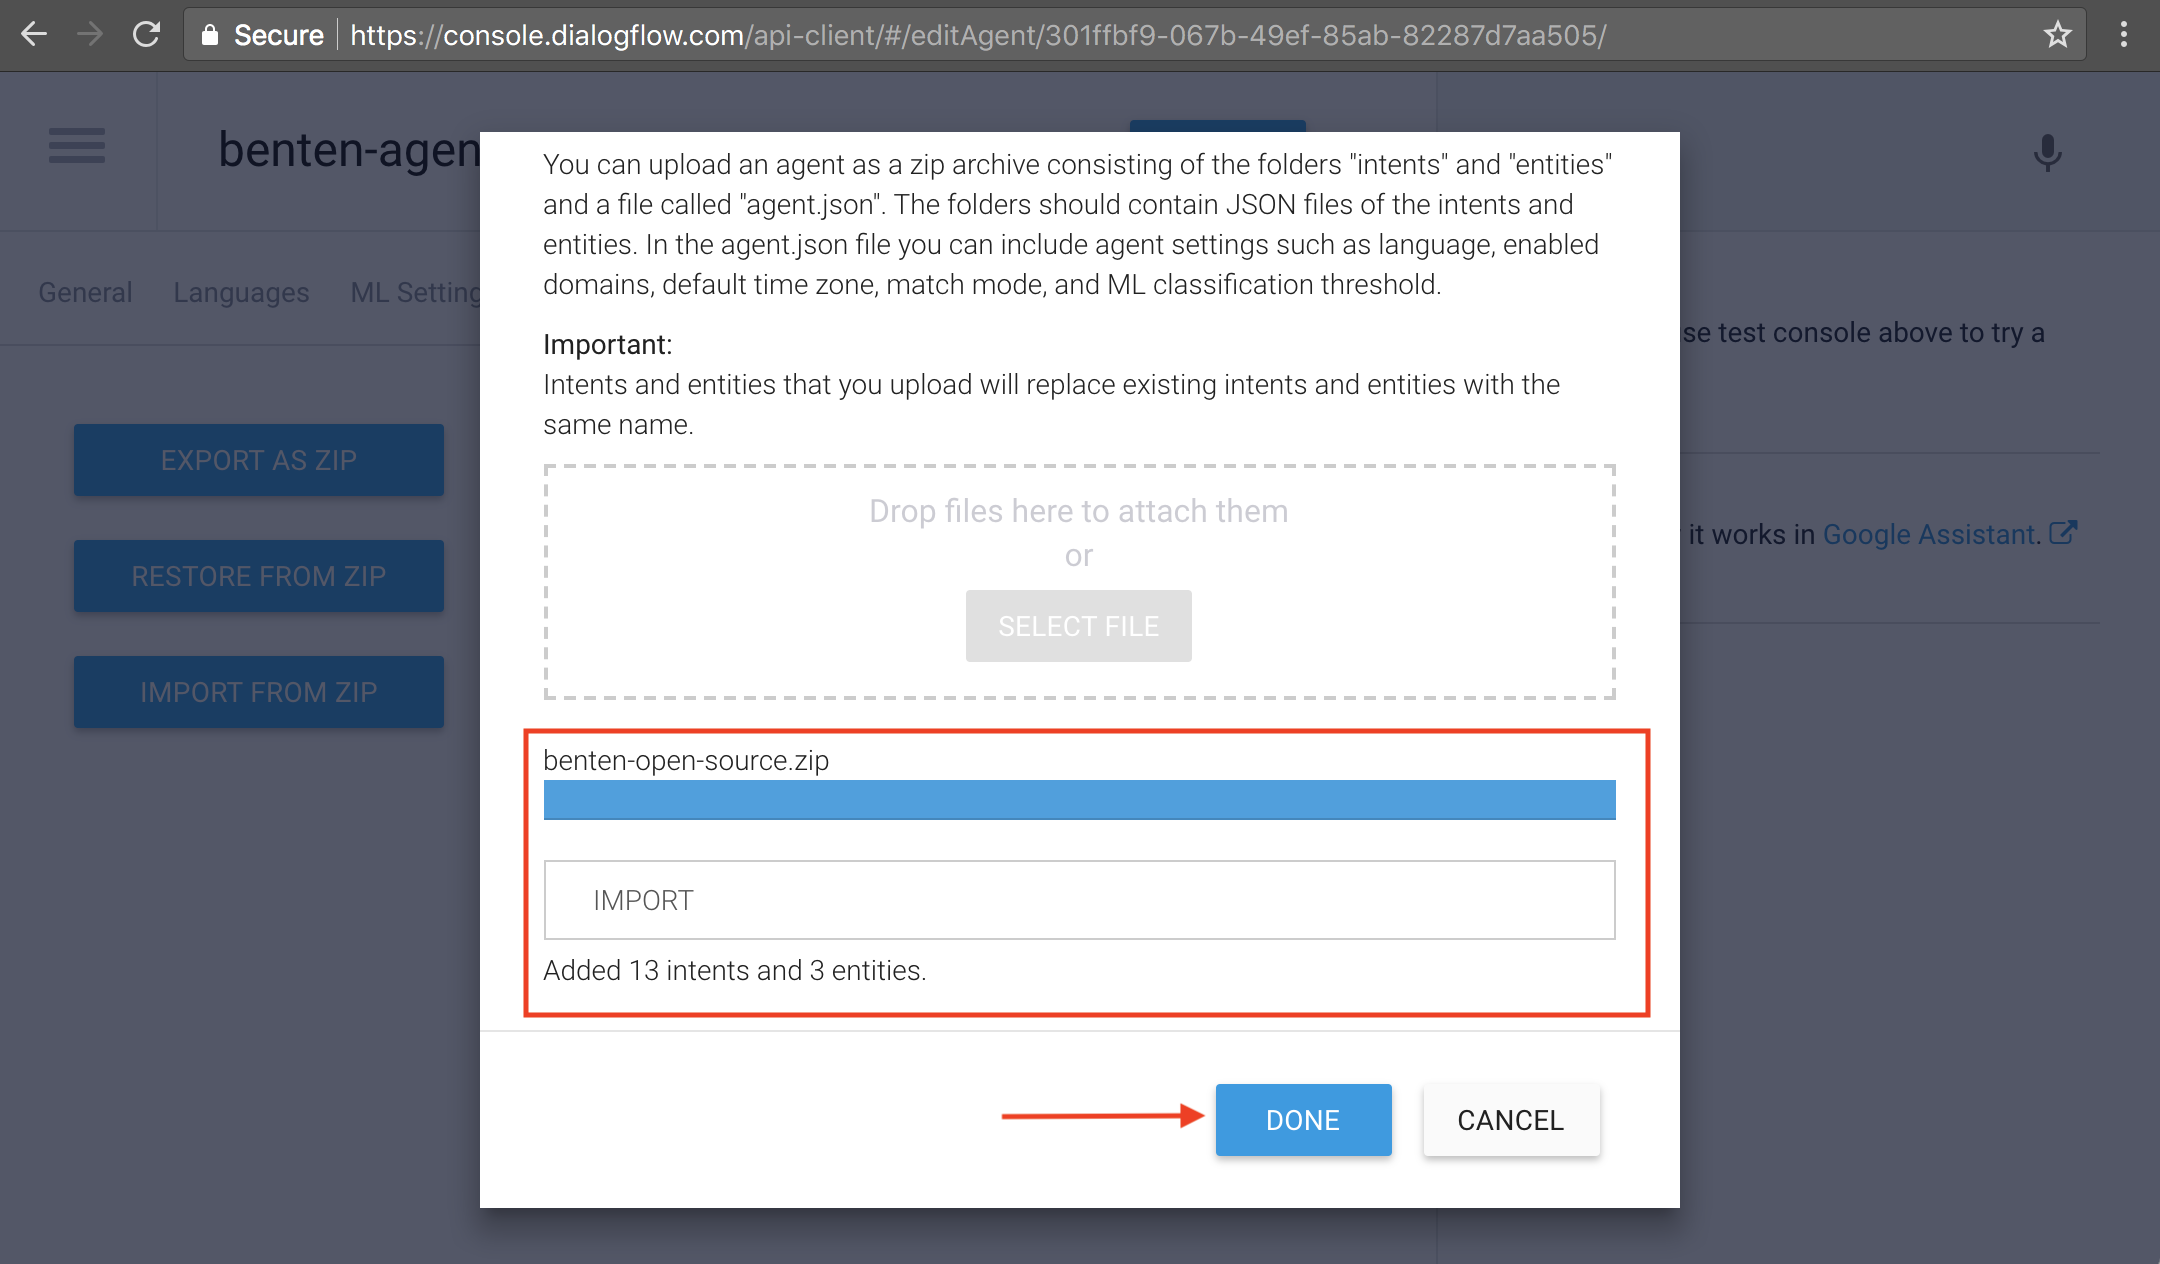 Secure https://console.dialogflow.com/api-client/#/editAgent/301ffbf9-067b-49ef-85ab-82287d7aa505/
benten-agen
General Languages ML Setting
EXPORT AS ZIP
RESTORE FROM ZIP
IMPORT FROM ZIP
You can upload an agent as a zip archive consisting of the folders "intents" and "entities"
and a file called "agent.json". The folders should contain JSON files of the intents and
entities. In the agent.json file you can include agent settings such as language, enabled
domains, default time zone, match mode, and ML classification threshold.
Important:
Intents and entities that you upload will replace existing intents and entities with the
same name.
Drop files here to attach them
or
SELECT FILE
benten-open-source.zip
IMPORT
Added 13 intents and 3 entities.
DONE CANCEL
se test console above to try a
it works in Google Assistant.